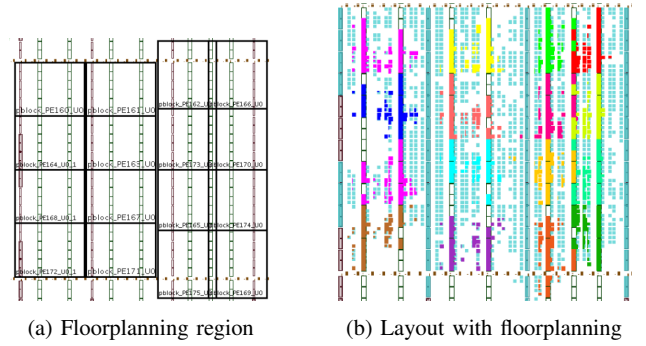 pblock_PE162_U0
pblock_PE166_U0
pblock_PE160_U0
pblock_PE161_U0
pblock_PE164_U0_1
pblock_PE163_U0
pblock_PE173_U0
pblock_PE170_U0
pblock_PE168_U0_1
pblock_PE167_U0
pblock_PE165_U0
pblock_PE174_U0
pblock_PE172_U0_1
pblock_PE171_U0
pblock_PE175_U0
pblock_PE169_U0
(a) Floorplanning region
(b) Layout with floorplanning